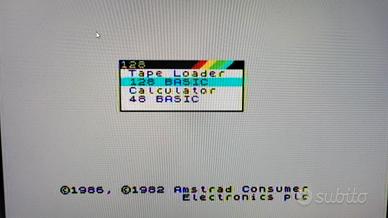 128
Tape Loader
128 BASIC
Calculator
48 BASIC
©1986, ©1982 Amstrad Consumer
Electronics plc
subito